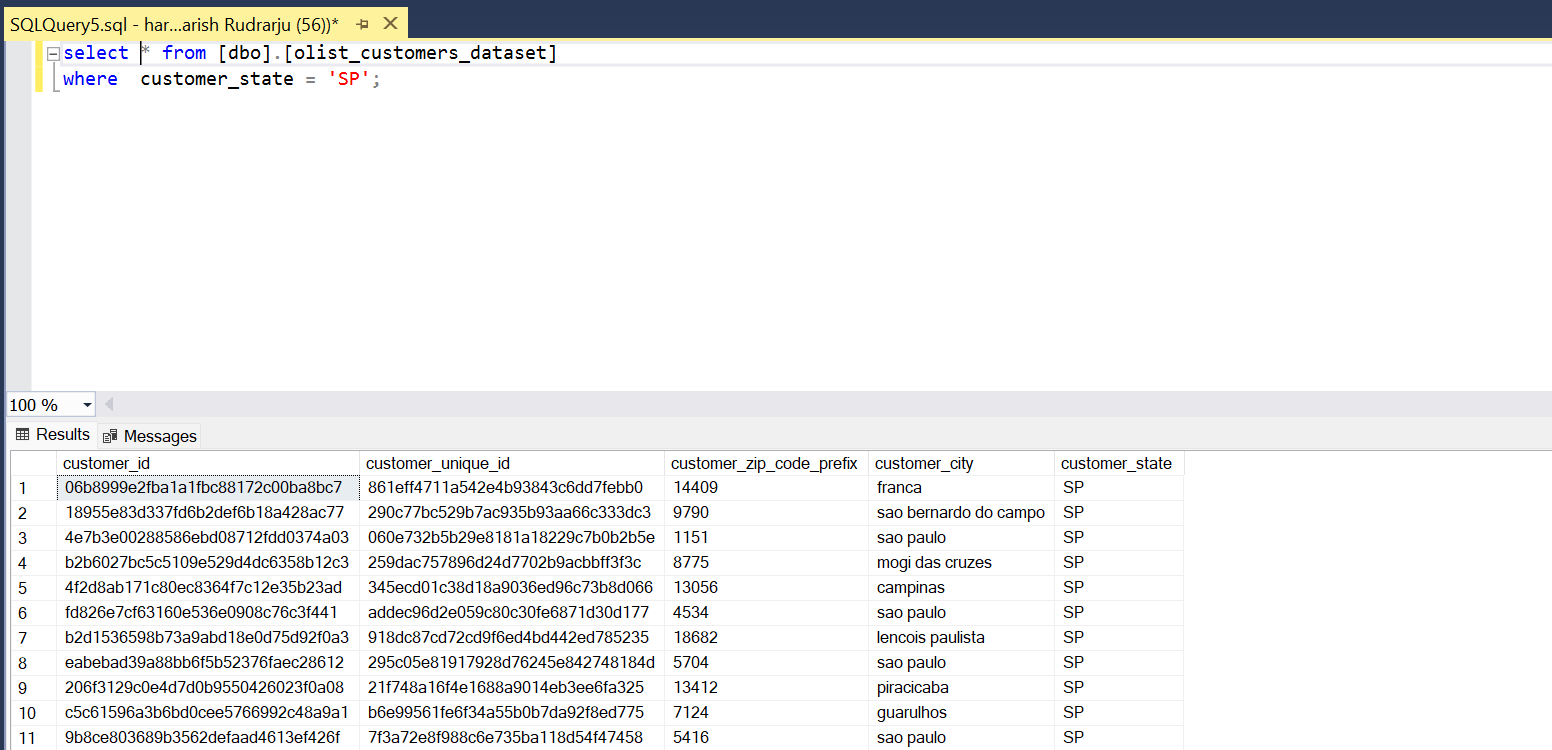 SQLQuery5.sql - har...arish Rudrarju (56))*
select * from [dbo].[olist_customers_dataset]
where  customer_state = 'SP';
100 %
Results Messages
customer_id customer_unique_id customer_zip_code_prefix customer_city customer_state
1 06b8999e2fba1a1fbc88172c00ba8bc7 861eff4711a542e4b93843c6dd7febb0 14409 franca SP
2 18955e83d337fd6b2def6b18a428ac77 290c77bc529b7ac935b93aa66c333dc3 9790 sao bernardo do campo SP
3 4e7b3e00288586ebd08712fdd0374a03 060e732b5b29e8181a18229c7b0b2b5e 1151 sao paulo SP
4 b2b6027bc5c5109e529d4dc6358b12c3 259dac757896d24d7702b9acbbff3f3c 8775 mogi das cruzes SP
5 4f2d8ab171c80ec8364f7c12e35b23ad 345ecd01c38d18a9036ed96c73b8d066 13056 campinas SP
6 fd826e7cf63160e536e0908c76c3f441 addec96d2e059c80c30fe6871d30d177 4534 sao paulo SP
7 b2d1536598b73a9abd18e0d75d92f0a3 918dc87cd72cd9f6ed4bd442ed785235 18682 lencois paulista SP
8 eabebad39a88bb6f5b52376faec28612 295c05e81917928d76245e842748184d 5704 sao paulo SP
9 206f3129c0e4d7d0b9550426023f0a08 21f748a16f4e1688a9014eb3ee6fa325 13412 piracicaba SP
10 c5c61596a3b6bd0cee5766992c48a9a1 b6e99561fe6f34a55b0b7da92f8ed775 7124 guarulhos SP
11 9b8ce803689b3562defaad4613ef426f 7f3a72e8f988c6e735ba118d54f47458 5416 sao paulo SP